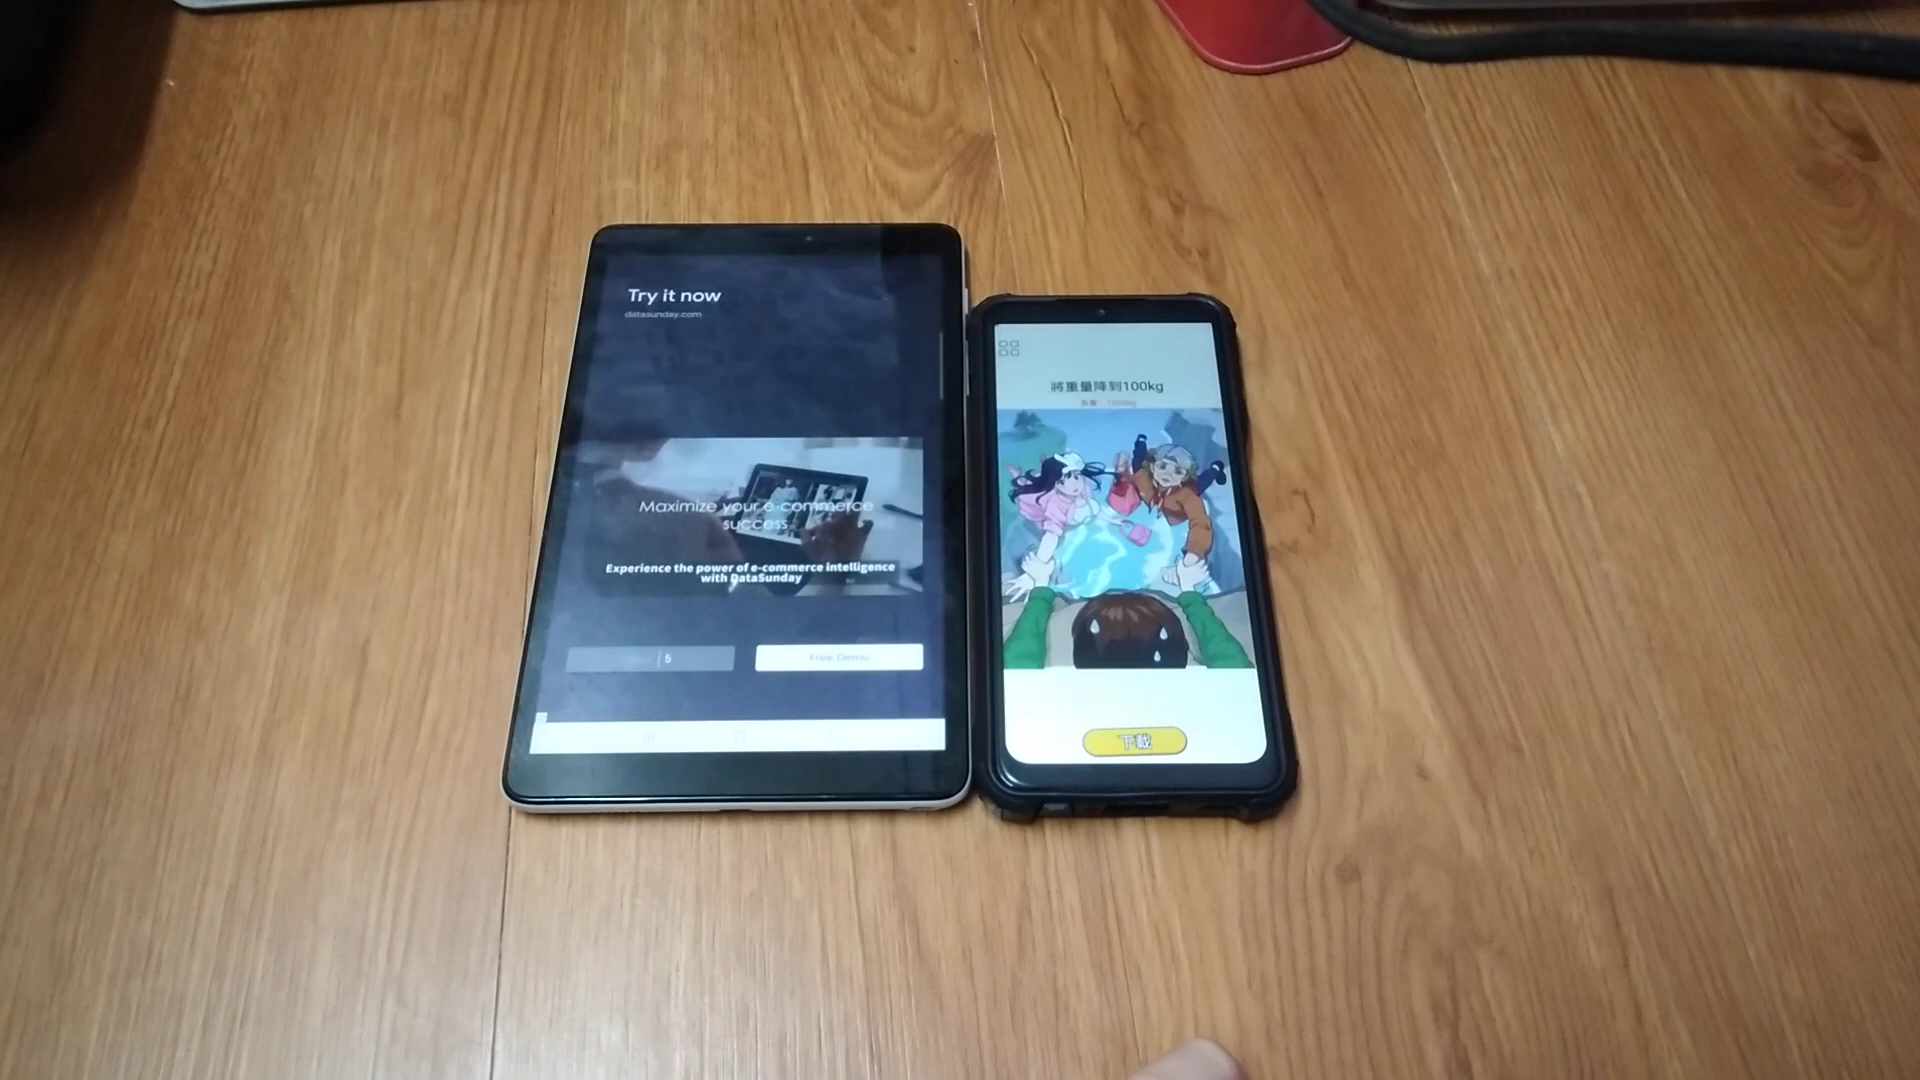 Try it now
datasunday.com
Maximize your e-commerce
success
Experience the power of e-commerce intelligence
with DataSunday
5
Free Demo
將重量降到100kg
下載